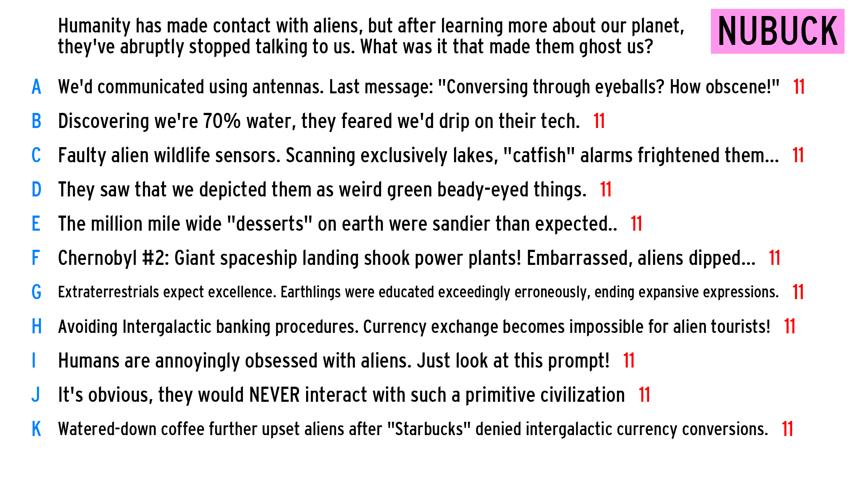 Humanity has made contact with aliens, but after learning more about our planet,
they've abruptly stopped talking to us. What was it that made them ghost us?
NUBUCK
A We'd communicated using antennas. Last message: "Conversing through eyeballs? How obscene!" 11
B Discovering we're 70% water, they feared we'd drip on their tech. 11
C Faulty alien wildlife sensors. Scanning exclusively lakes, "catfish" alarms frightened them... 11
D They saw that we depicted them as weird green beady-eyed things. 11
E The million mile wide "desserts" on earth were sandier than expected.. 11
F Chernobyl #2: Giant spaceship landing shook power plants! Embarrassed, aliens dipped... 11
G Extraterrestrials expect excellence. Earthlings were educated exceedingly erroneously, ending expansive expressions. 11
H Avoiding Intergalactic banking procedures. Currency exchange becomes impossible for alien tourists! 11
I Humans are annoyingly obsessed with aliens. Just look at this prompt! 11
J It's obvious, they would NEVER interact with such a primitive civilization 11
K Watered-down coffee further upset aliens after "Starbucks" denied intergalactic currency conversions. 11